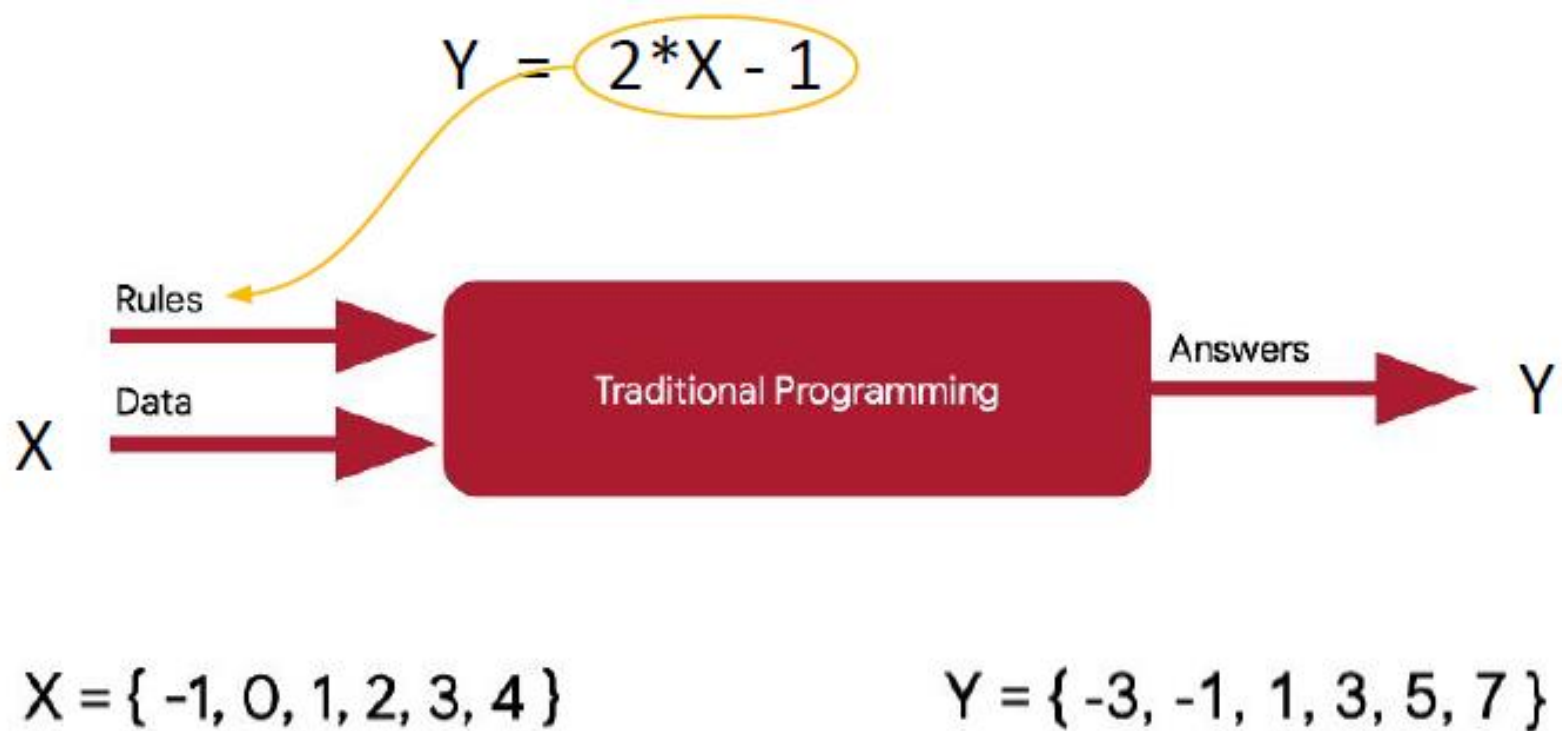 Y = 2*X - 1
Rules
Data
X
Traditional Programming
Answers
Y
X = { -1, 0, 1, 2, 3, 4 }
Y = { -3, -1, 1, 3, 5, 7 }